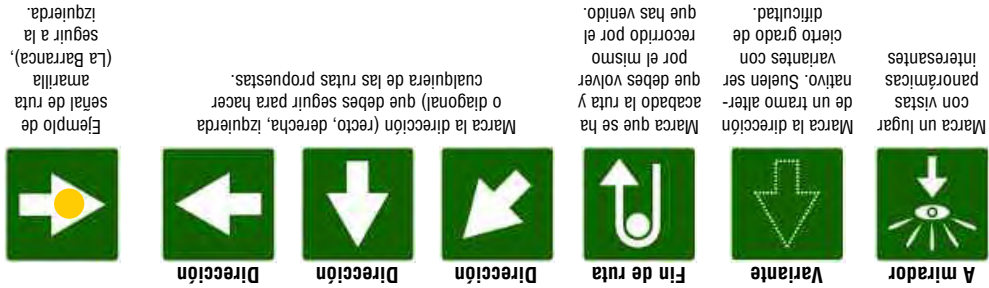 A mirador
Marca un lugar
con vistas
panorámicas
interesantes
Variante
Marca la dirección
de un tramo alter-
nativo. Suelen ser
variantes con
cierto grado de
dificultad.
Fin de ruta
Marca que se ha
acabado la ruta y
que debes volver
por el mismo
recorrido por el
que has venido.
Dirección
Dirección
Dirección
Marca la dirección (recto, derecha, izquierda
o diagonal) que debes seguir para hacer
cualquiera de las rutas propuestas.
Ejemplo de
señal de ruta
amarilla
(La Barranca),
seguir a la
izquierda.